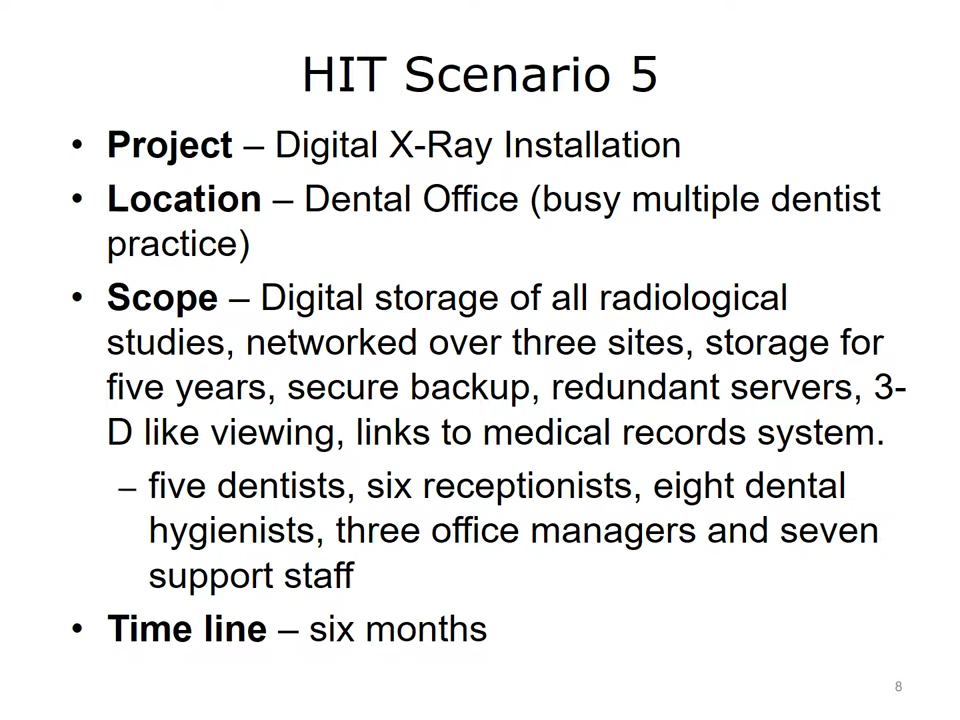 HIT Scenario 5
• Project – Digital X-Ray Installation
• Location – Dental Office (busy multiple dentist
practice)
• Scope – Digital storage of all radiological
studies, networked over three sites, storage for
five years, secure backup, redundant servers, 3-
D like viewing, links to medical records system.
– five dentists, six receptionists, eight dental
hygienists, three office managers and seven
support staff
• Time line – six months
8